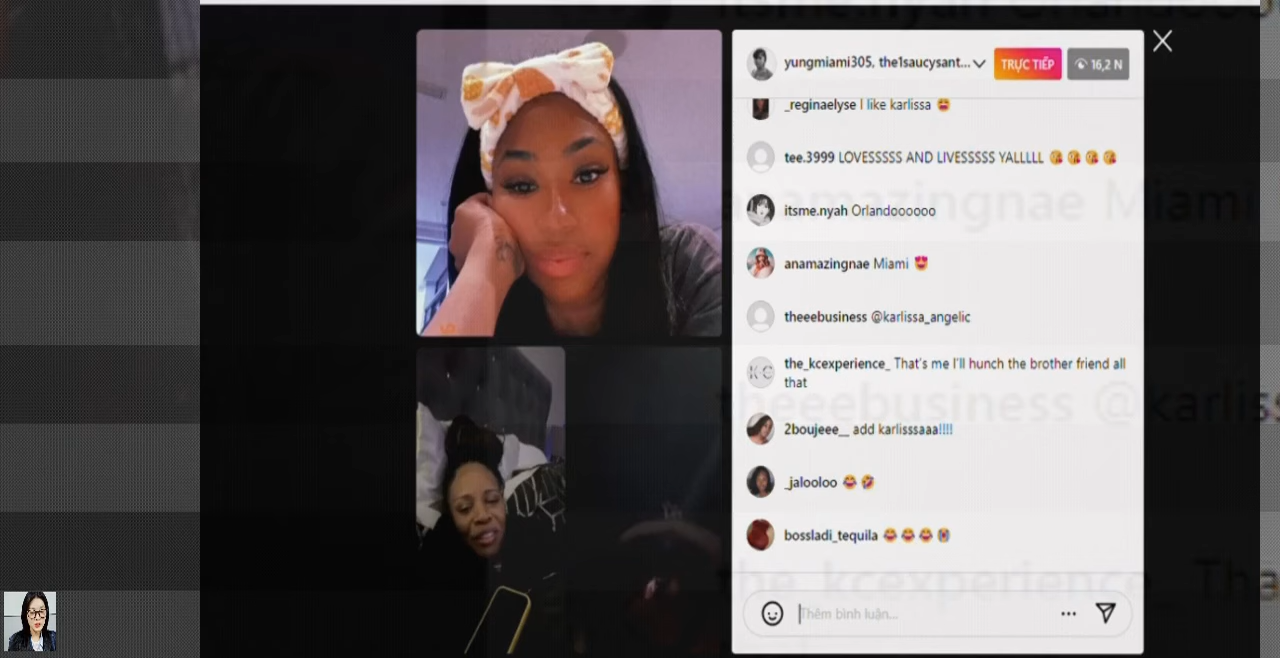 yungmiami305, the1saucysant...
TRỰC TIẾP
16,2 N
_reginaelyse I like karlissa
tee.3999 LOVESSSSS AND LIVESSSSS YALLLLL
itsme.nyah Orlandoooooo
anamazingnae Miami
theeebusiness @karlissa_angelic
the_kcexperience_ That's me I'll hunch the brother friend all
that
2boujeee__ add karlisssaaa!!!!
_jalooloo
bossladi_tequila
Thêm bình luận...